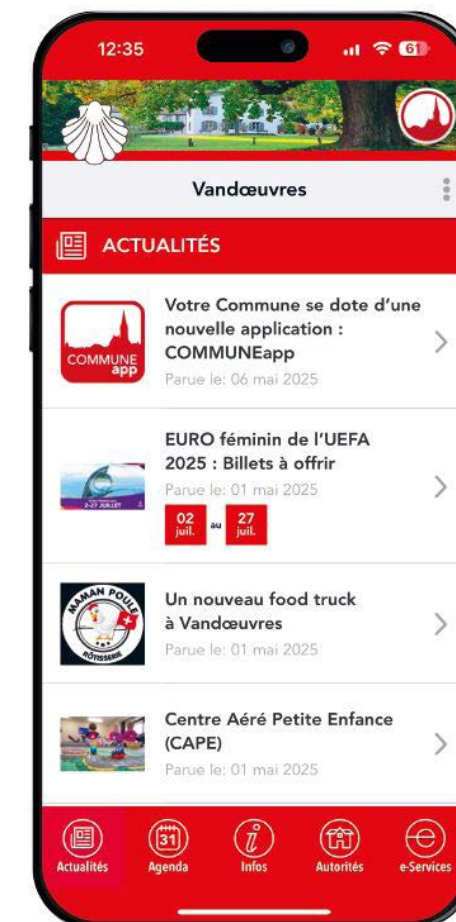 12:35
61
Vandœuvres
ACTUALITÉS
COMMUNE
app
Votre Commune se dote d'une
nouvelle application :
COMMUNEapp
Parue le: 06 mai 2025
2-27 JUILLET
EURO féminin de l'UEFA
2025 : Billets à offrir
Parue le: 01 mai 2025
02
juil.
au
27
juil.
MAMAN POULE
RÔTISSERIE
Un nouveau food truck
à Vandœuvres
Parue le: 01 mai 2025
Centre Aéré Petite Enfance
(CAPE)
Parue le: 01 mai 2025
31
Actualités
Agenda
Infos
Autorités
e-Services